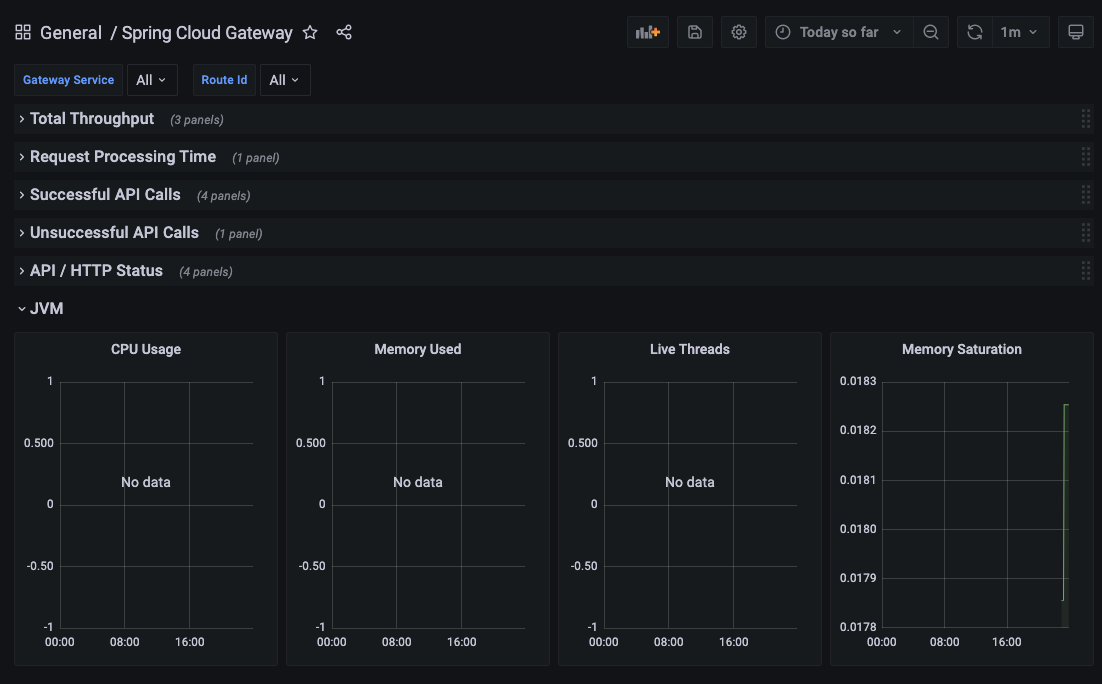 General / Spring Cloud Gateway
Today so far
1m
Gateway Service All Route Id All
Total Throughput (3 panels)
Request Processing Time (1 panel)
Successful API Calls (4 panels)
Unsuccessful API Calls (1 panel)
API / HTTP Status (4 panels)
JVM
CPU Usage
1
0.500
No data
0
-0.50
-1
00:00 08:00 16:00
Memory Used
1
0.500
No data
0
-0.50
-1
00:00 08:00 16:00
Live Threads
1
0.500
No data
0
-0.50
-1
00:00 08:00 16:00
Memory Saturation
0.0183
0.0182
0.0181
0.0180
0.0179
0.0178
00:00 08:00 16:00